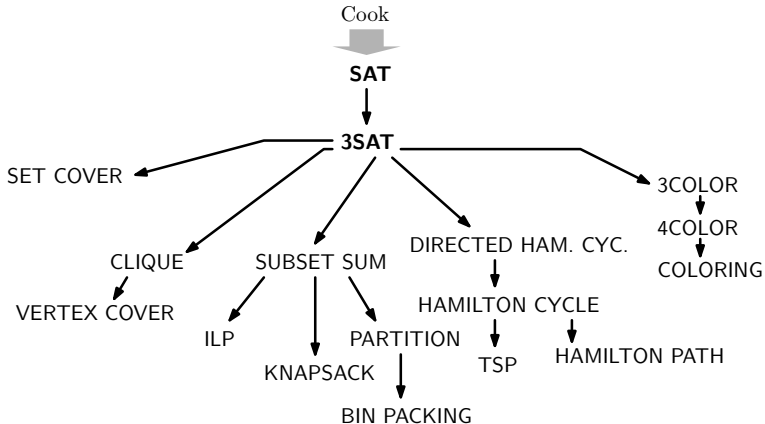 Cook
SAT
3SAT
SET COVER
3COLOR
4COLOR
COLORING
CLIQUE
SUBSET SUM
DIRECTED HAM. CYC.
VERTEX COVER
HAMILTON CYCLE
ILP
PARTITION
KNAPSACK
TSP
HAMILTON PATH
BIN PACKING